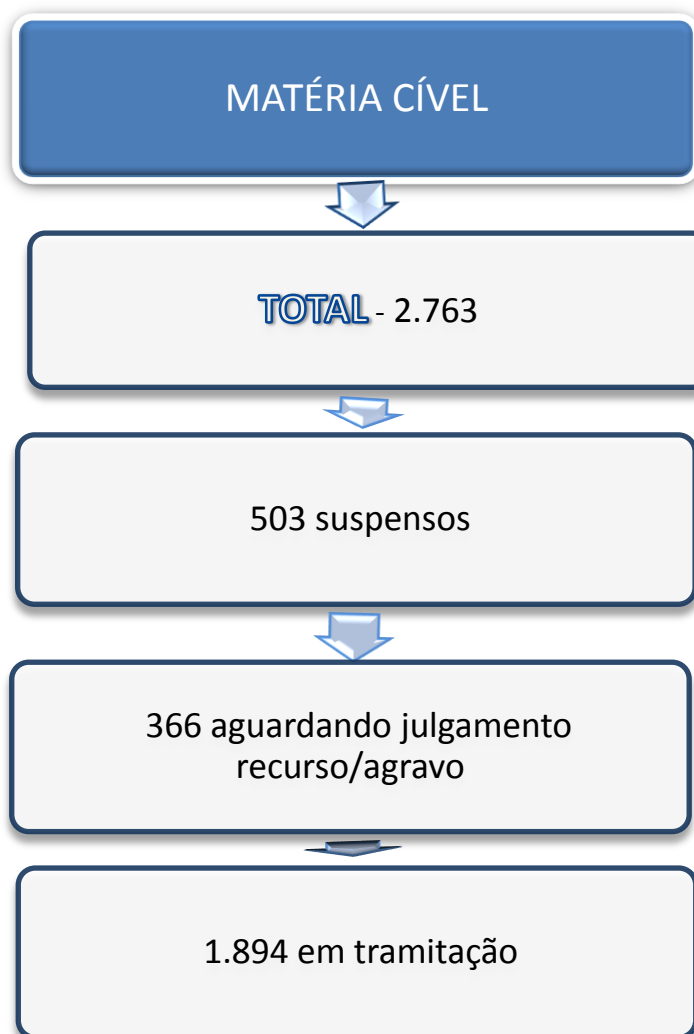 MATÉRIA CÍVEL
TOTAL - 2.763
503 suspensos
366 aguardando julgamento
recurso/agravo
1.894 em tramitação